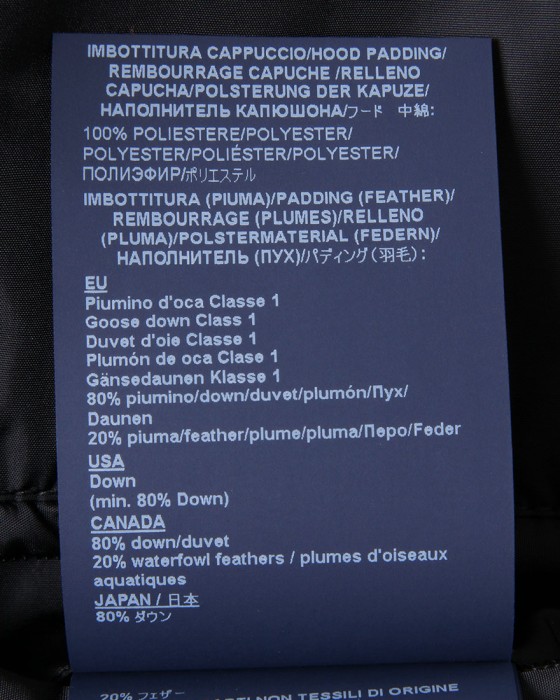 IMBOTTITURA CAPPUCCIO/HOOD PADDING/
REMBOURRAGE CAPUCHE /RELLENO
CAPUCHA/POLSTERUNG DER KAPUZE/
НАПОЛНИТЕЛЬ КАПЮШОНА/フード 中綿:
100% POLIESTERE/POLYESTER/
POLYESTER/POLIÉSTER/POLYESTER/
ПОЛИЭФИР/ポリエステル
IMBOTTITURA (PIUMA)/PADDING (FEATHER)/
REMBOURRAGE (PLUMES)/RELLENO
(PLUMA)/POLSTERMATERIAL (FEDERN)/
НАПОЛНИТЕЛЬ (ПУХ)/パディング(羽毛):
EU
Piumino d'oca Classe 1
Goose down Class 1
Duvet d'oie Classe 1
Plumón de oca Clase 1
Gänsedaunen Klasse 1
80% piumino/down/duvet/plumón/Пух/
Daunen
20% piuma/feather/plume/pluma/Перо/Feder
USA
Down
(min. 80% Down)
CANADA
80% down/duvet
20% waterfowl feathers / plumes d'oiseaux
aquatiques
JAPAN / 日本
80% ダウン
20% フェザー
NON TESSILI DI ORIGINE